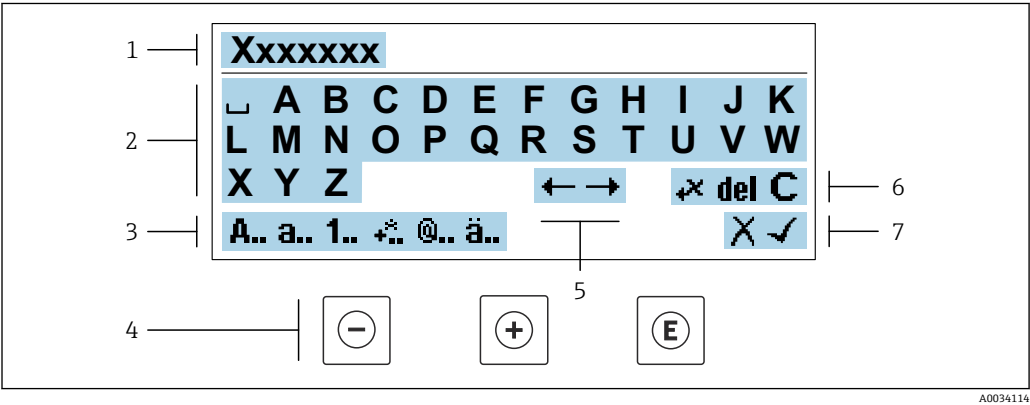 1 Xxxxxxx
2 ␣ A B C D E F G H I J K
L M N O P Q R S T U V W
X Y Z ← → +× del C 6
3 A.. a.. 1.. +×.. @.. ä.. X ✓ 7
5
4 − + E
A0034114